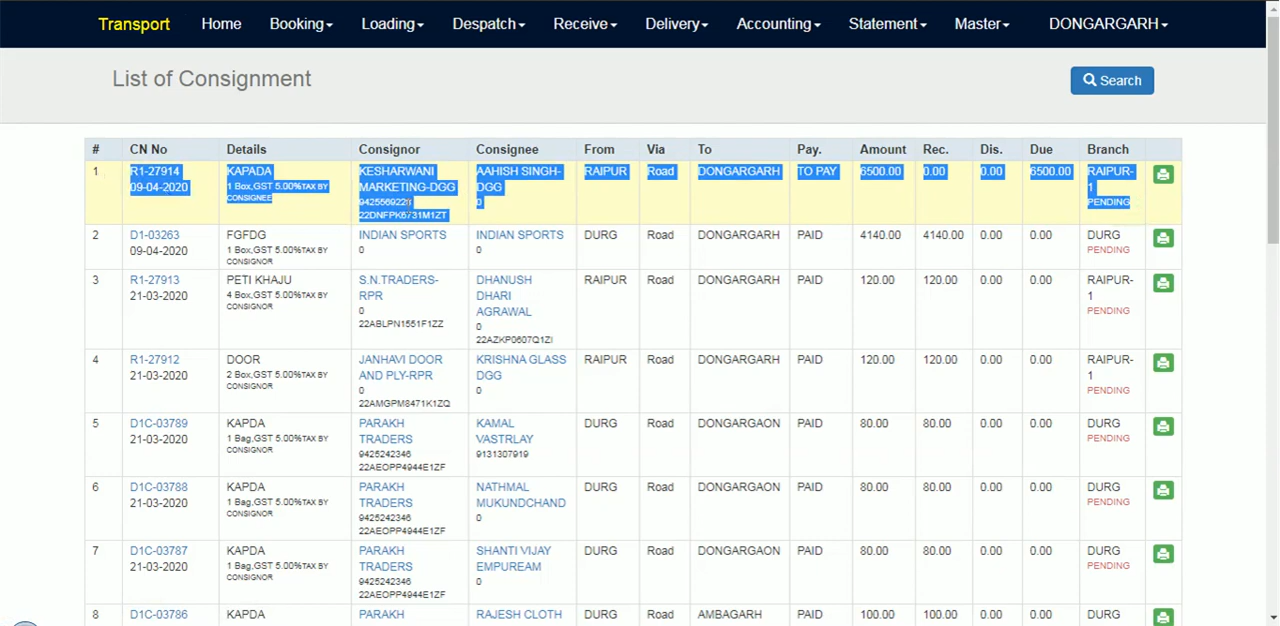 Transport Home Booking Loading Despatch Receive Delivery Accounting Statement Master DONGARGARH
List of Consignment
Search
# CN No Details Consignor Consignee From Via To Pay. Amount Rec. Dis. Due Branch
1 R1-27914 KAPADA KESHARWANI AAHISH SINGH- RAIPUR Road DONGARGARH TO PAY 6500.00 0.00 0.00 6500.00 RAIPUR-
09-04-2020 1 Box,GST 5.00%TAX BY MARKETING-DGG DGG 1
CONSIGNEE 0 PENDING
2 D1-03263 FGFDG INDIAN SPORTS INDIAN SPORTS DURG Road DONGARGARH PAID 4140.00 4140.00 0.00 0.00 DURG
09-04-2020 1 Box,GST 5.00%TAX BY 0 0 PENDING
CONSIGNOR
3 R1-27913 PETI KHAJU S.N.TRADERS- DHANUSH RAIPUR Road DONGARGARH PAID 120.00 120.00 0.00 0.00 RAIPUR-
21-03-2020 4 Box,GST 5.00%TAX BY RPR DHARI 1
CONSIGNOR 0 AGRAWAL PENDING
22ABLPN1551F1ZZ 0
22AZKP0607Q1ZI
4 R1-27912 DOOR JANHAVI DOOR KRISHNA GLASS RAIPUR Road DONGARGARH PAID 120.00 120.00 0.00 0.00 RAIPUR-
21-03-2020 2 Box,GST 5.00%TAX BY AND PLY-RPR DGG 1
CONSIGNOR 0 0 PENDING
22AMGPM8471K1ZQ
5 D1C-03789 KAPDA PARAKH KAMAL DURG Road DONGARGAON PAID 80.00 80.00 0.00 0.00 DURG
21-03-2020 1 Bag,GST 5.00%TAX BY TRADERS VASTRLAY PENDING
CONSIGNOR 9425242346 9131307919
22AEOPP4944E1ZF
6 D1C-03788 KAPDA PARAKH NATHMAL DURG Road DONGARGAON PAID 80.00 80.00 0.00 0.00 DURG
21-03-2020 1 Bag,GST 5.00%TAX BY TRADERS MUKUNDCHAND PENDING
CONSIGNOR 9425242346 0
22AEOPP4944E1ZF
7 D1C-03787 KAPDA PARAKH SHANTI VIJAY DURG Road DONGARGAON PAID 80.00 80.00 0.00 0.00 DURG
21-03-2020 1 Bag,GST 5.00%TAX BY TRADERS EMPUREAM PENDING
CONSIGNOR 9425242346 0
22AEOPP4944E1ZF
8 D1C-03786 KAPDA PARAKH RAJESH CLOTH DURG Road AMBAGARH PAID 100.00 100.00 0.00 0.00 DURG